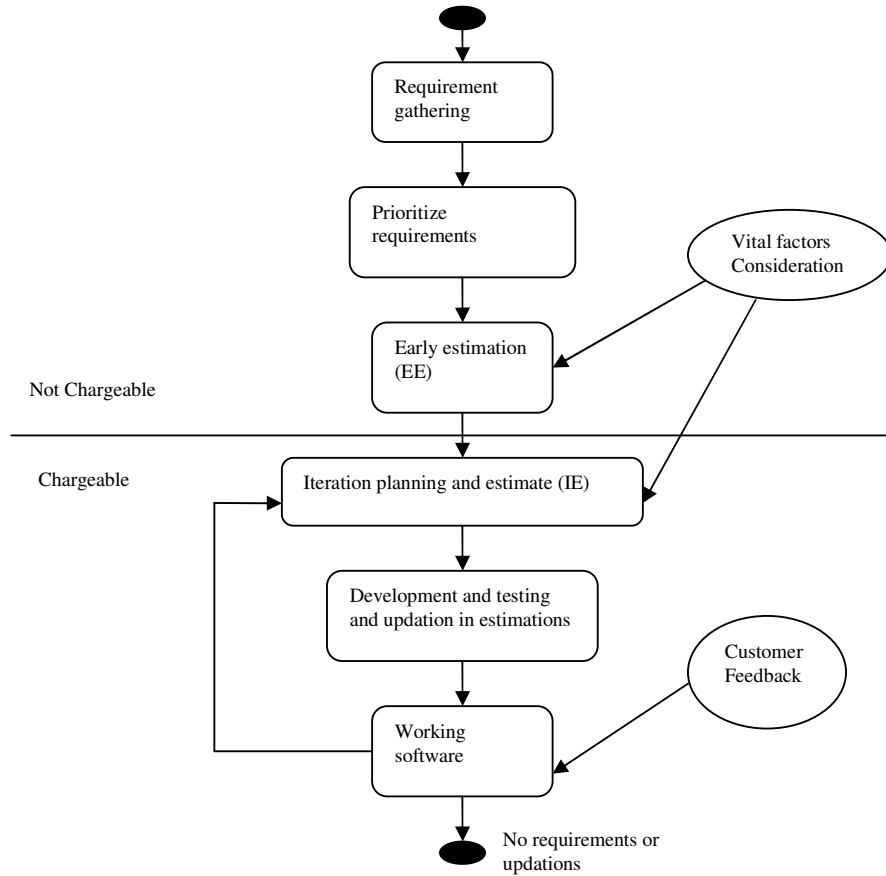 Requirement
gathering
Prioritize
requirements
Vital factors
Consideration
Early estimation
(EE)
Not Chargeable
Chargeable
Iteration planning and estimate (IE)
Development and testing
and updation in estimations
Customer
Feedback
Working
software
No requirements or
updations